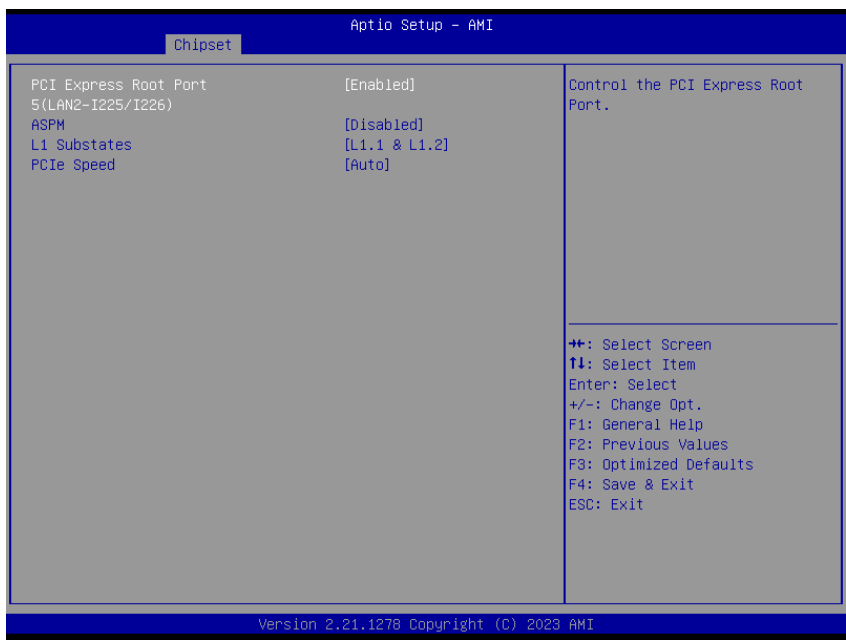 Aptio Setup – AMI
Chipset
PCI Express Root Port [Enabled]
5(LAN2-I225/I226)
ASPM [Disabled]
L1 Substates [L1.1 & L1.2]
PCIe Speed [Auto]
Control the PCI Express Root
Port.
→←: Select Screen
↑↓: Select Item
Enter: Select
+/-: Change Opt.
F1: General Help
F2: Previous Values
F3: Optimized Defaults
F4: Save & Exit
ESC: Exit
Version 2.21.1278 Copyright (C) 2023 AMI